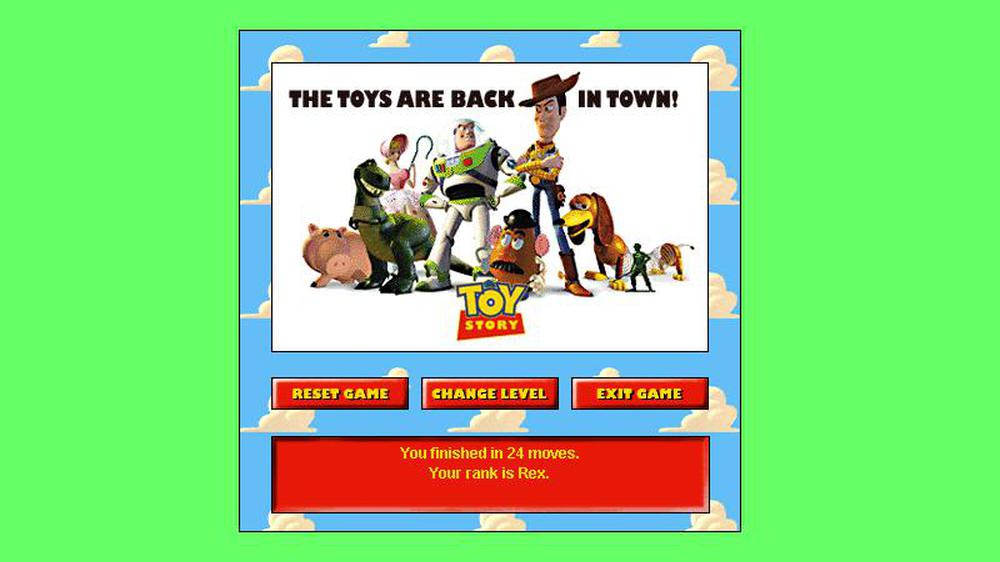 THE TOYS ARE BACK IN TOWN!
TOY
STORY
RESET GAME
CHANGE LEVEL
EXIT GAME
You finished in 24 moves.
Your rank is Rex.